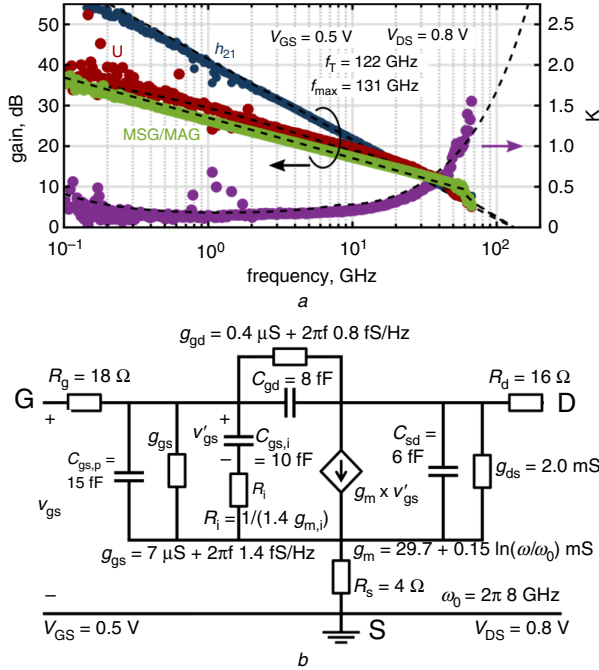 50
40
30
20
10
0
gain, dB
U
h21
VGS = 0.5 V
VDS = 0.8 V
fT = 122 GHz
fmax = 131 GHz
MSG/MAG
2.5
2.0
1.5
1.0
0.5
0
K
10⁻¹
10⁰
10¹
10²
frequency, GHz
a
ggd = 0.4 μS + 2πf 0.8 fS/Hz
Rg = 18 Ω
Cgd = 8 fF
Rd = 16 Ω
G
D
+
+
v'gs
–
Cgs,i
= 10 fF
ggs
Cgs,p =
15 fF
Ri
gm x v'gs
Csd =
6 fF
gds = 2.0 mS
vgs
Ri = 1/(1.4 gm,i)
ggs = 7 μS + 2πf 1.4 fS/Hz
gm = 29.7 + 0.15 ln(ω/ω0) mS
Rs = 4 Ω
ω0 = 2π 8 GHz
–
VGS = 0.5 V
S
VDS = 0.8 V
b